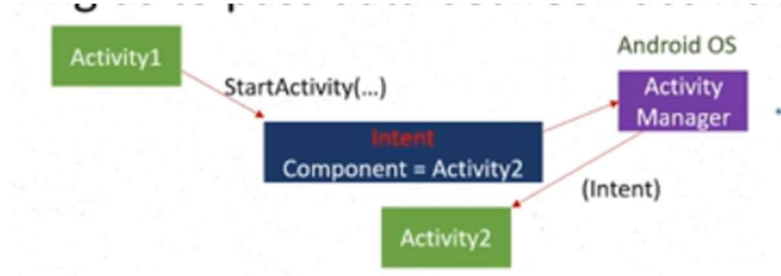 Activity1
StartActivity(...)
Intent
Component = Activity2
Android OS
Activity
Manager
(Intent)
Activity2